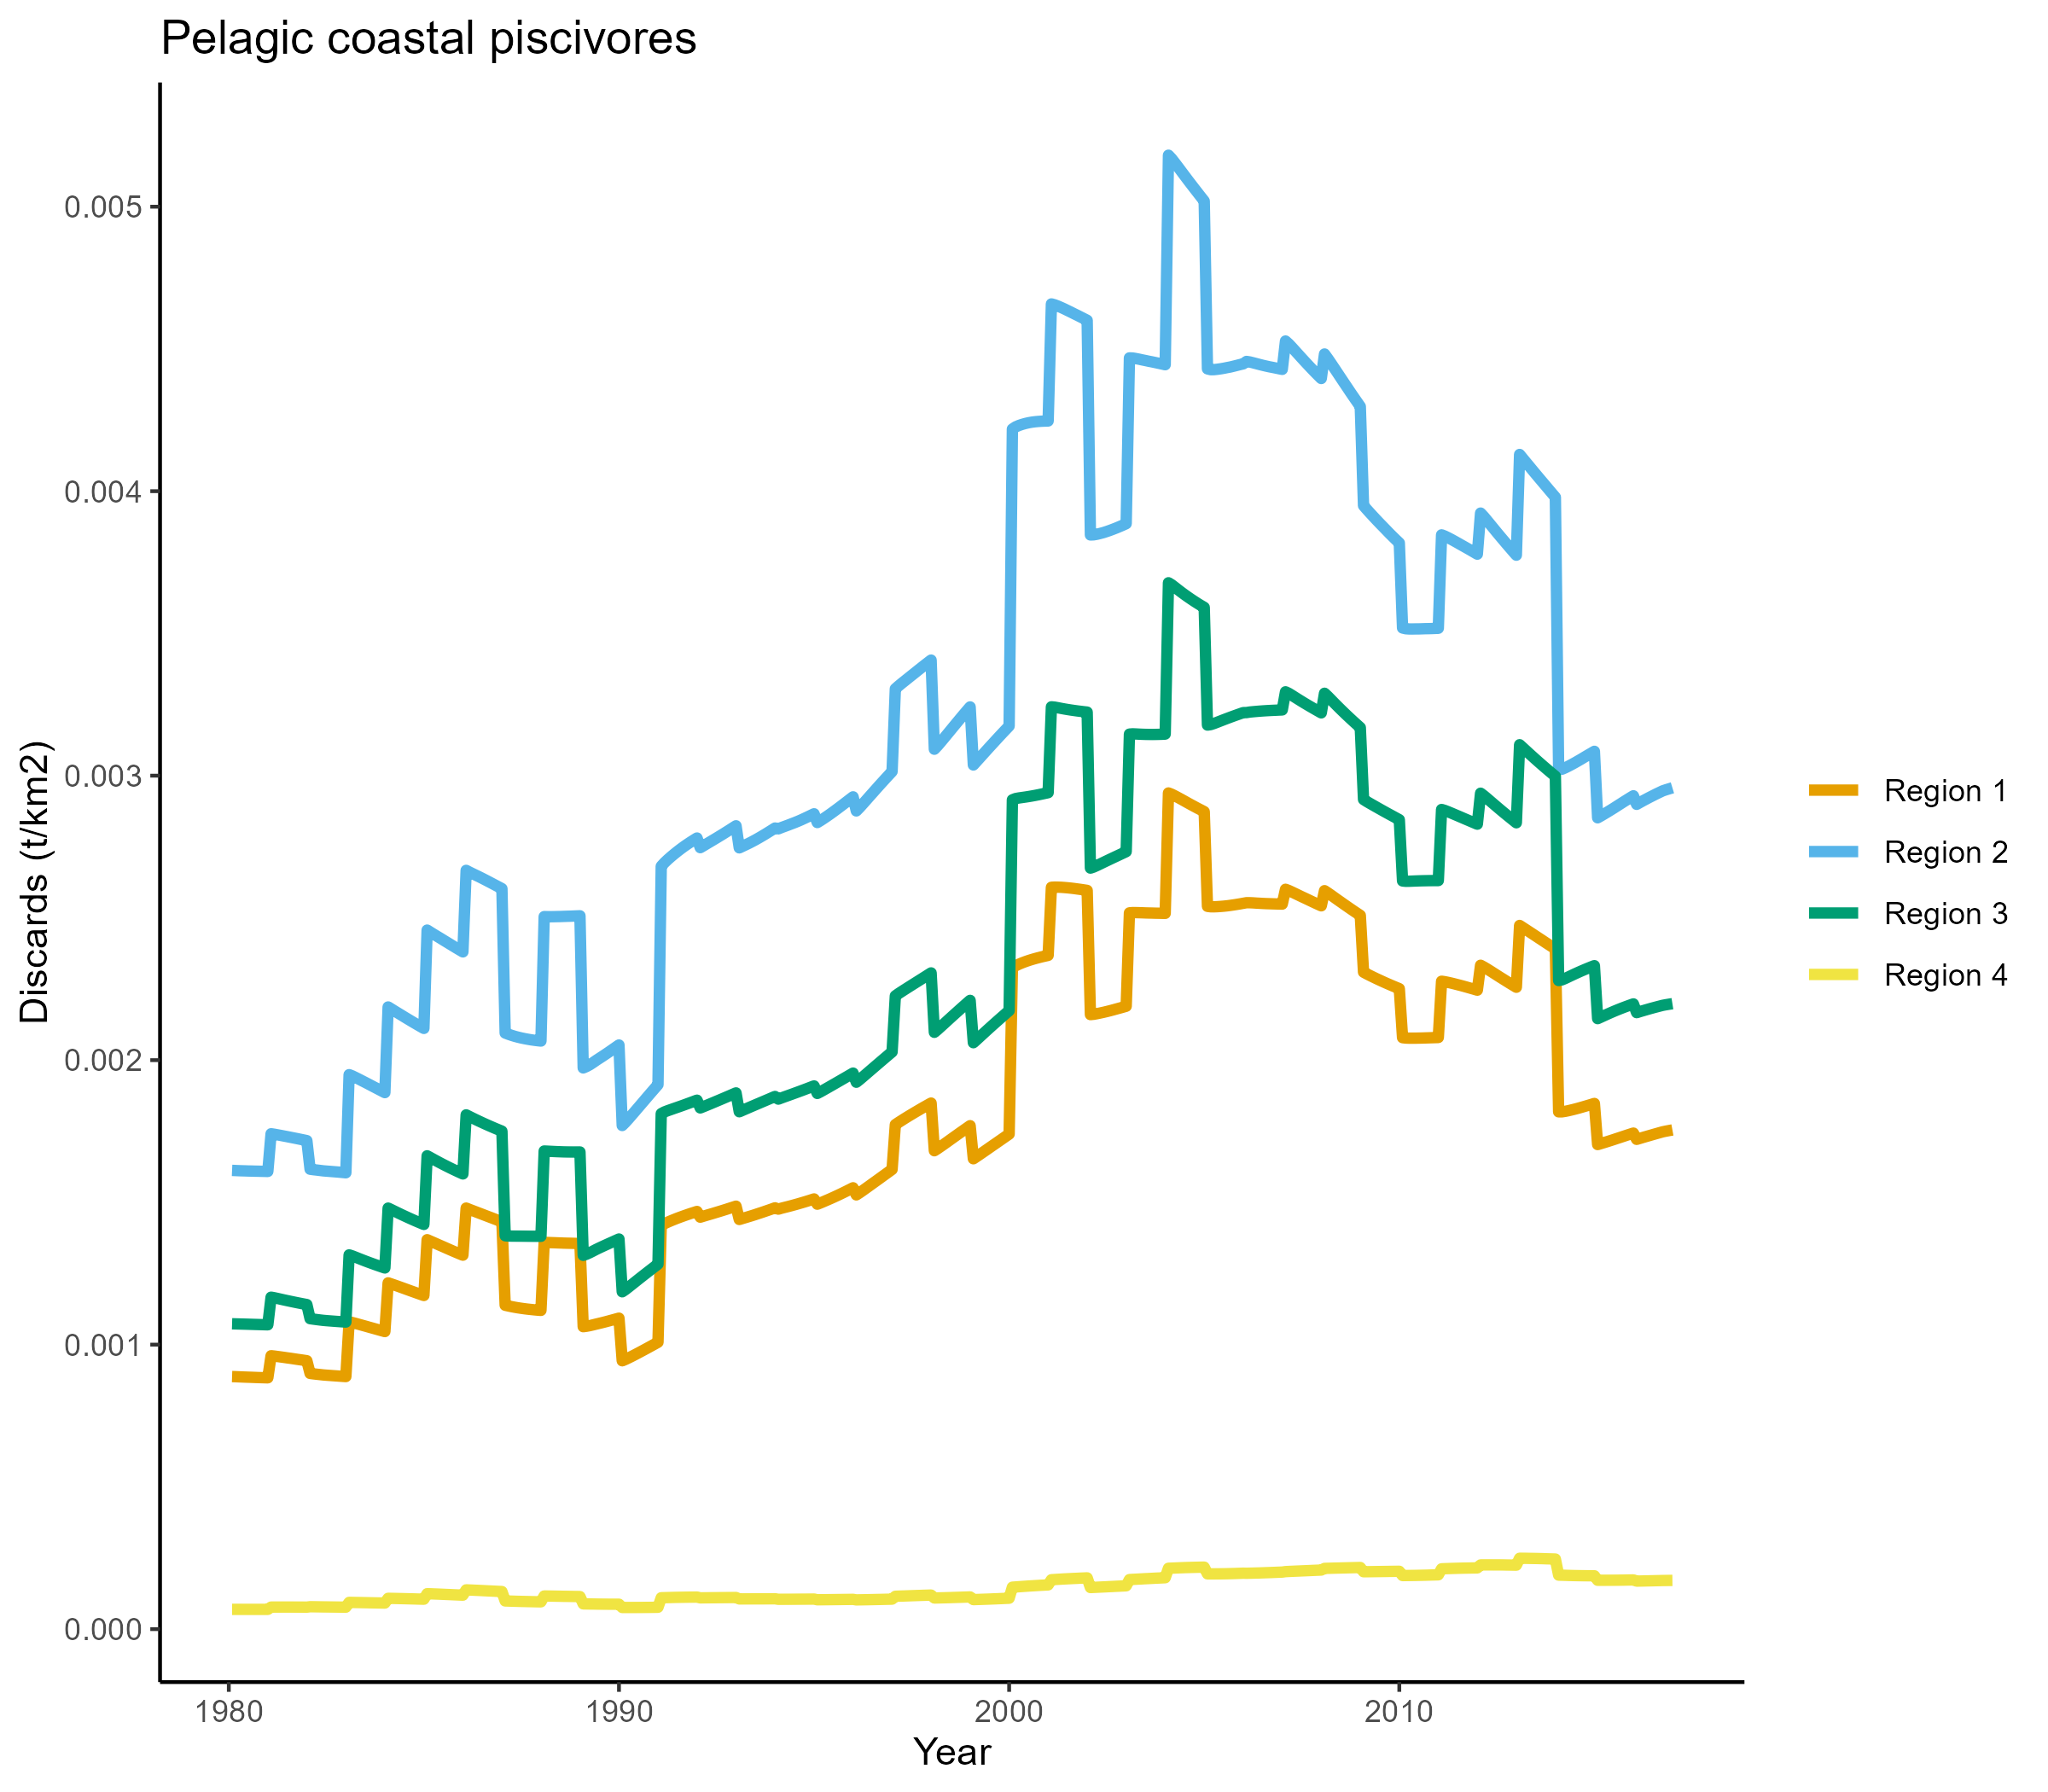 Pelagic coastal piscivores
Discards (t/km2)
0.005
0.004
0.003
0.002
0.001
0.000
1980 1990 2000 2010
Year
Region 1
Region 2
Region 3
Region 4